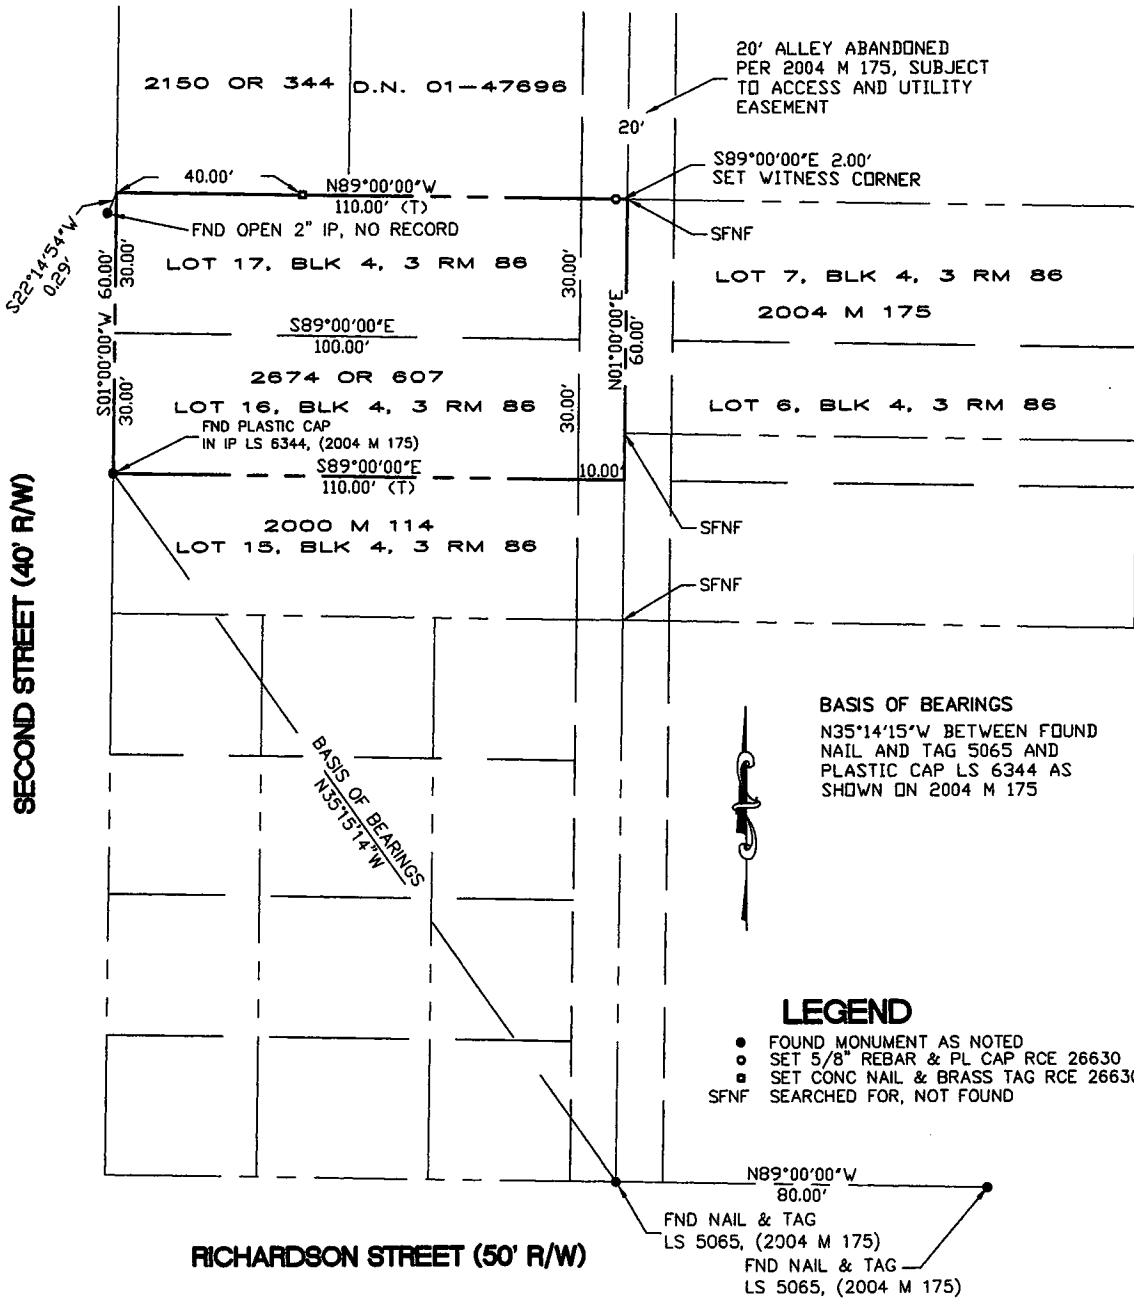 2150 OR 344
D.N. 01-47696
20' ALLEY ABANDONED
PER 2004 M 175, SUBJECT
TO ACCESS AND UTILITY
EASEMENT
20'
S89°00'00"E 2.00'
SET WITNESS CORNER
40.00'
N89°00'00"W
110.00' (T)
FND OPEN 2" IP, NO RECORD
SFNF
S22°14'54"W
0.29'
LOT 17, BLK 4, 3 RM 86
LOT 7, BLK 4, 3 RM 86
2004 M 175
S01°00'00"W 60.00'
30.00'
30.00'
30.00'
30.00'
N01°00'00"E
60.00'
S89°00'00"E
100.00'
2674 OR 607
LOT 16, BLK 4, 3 RM 86
LOT 6, BLK 4, 3 RM 86
FND PLASTIC CAP
IN IP LS 6344, (2004 M 175)
S89°00'00"E
110.00' (T)
10.00'
2000 M 114
LOT 15, BLK 4, 3 RM 86
SFNF
SFNF
SECOND STREET (40' R/W)
BASIS OF BEARINGS
N35°15'14"W
BASIS OF BEARINGS
N35°14'15"W BETWEEN FOUND
NAIL AND TAG 5065 AND
PLASTIC CAP LS 6344 AS
SHOWN ON 2004 M 175
LEGEND
FOUND MONUMENT AS NOTED
SET 5/8" REBAR & PL CAP RCE 26630
SET CONC NAIL & BRASS TAG RCE 26630
SFNF SEARCHED FOR, NOT FOUND
N89°00'00"W
80.00'
FND NAIL & TAG
LS 5065, (2004 M 175)
FND NAIL & TAG
LS 5065, (2004 M 175)
RICHARDSON STREET (50' R/W)